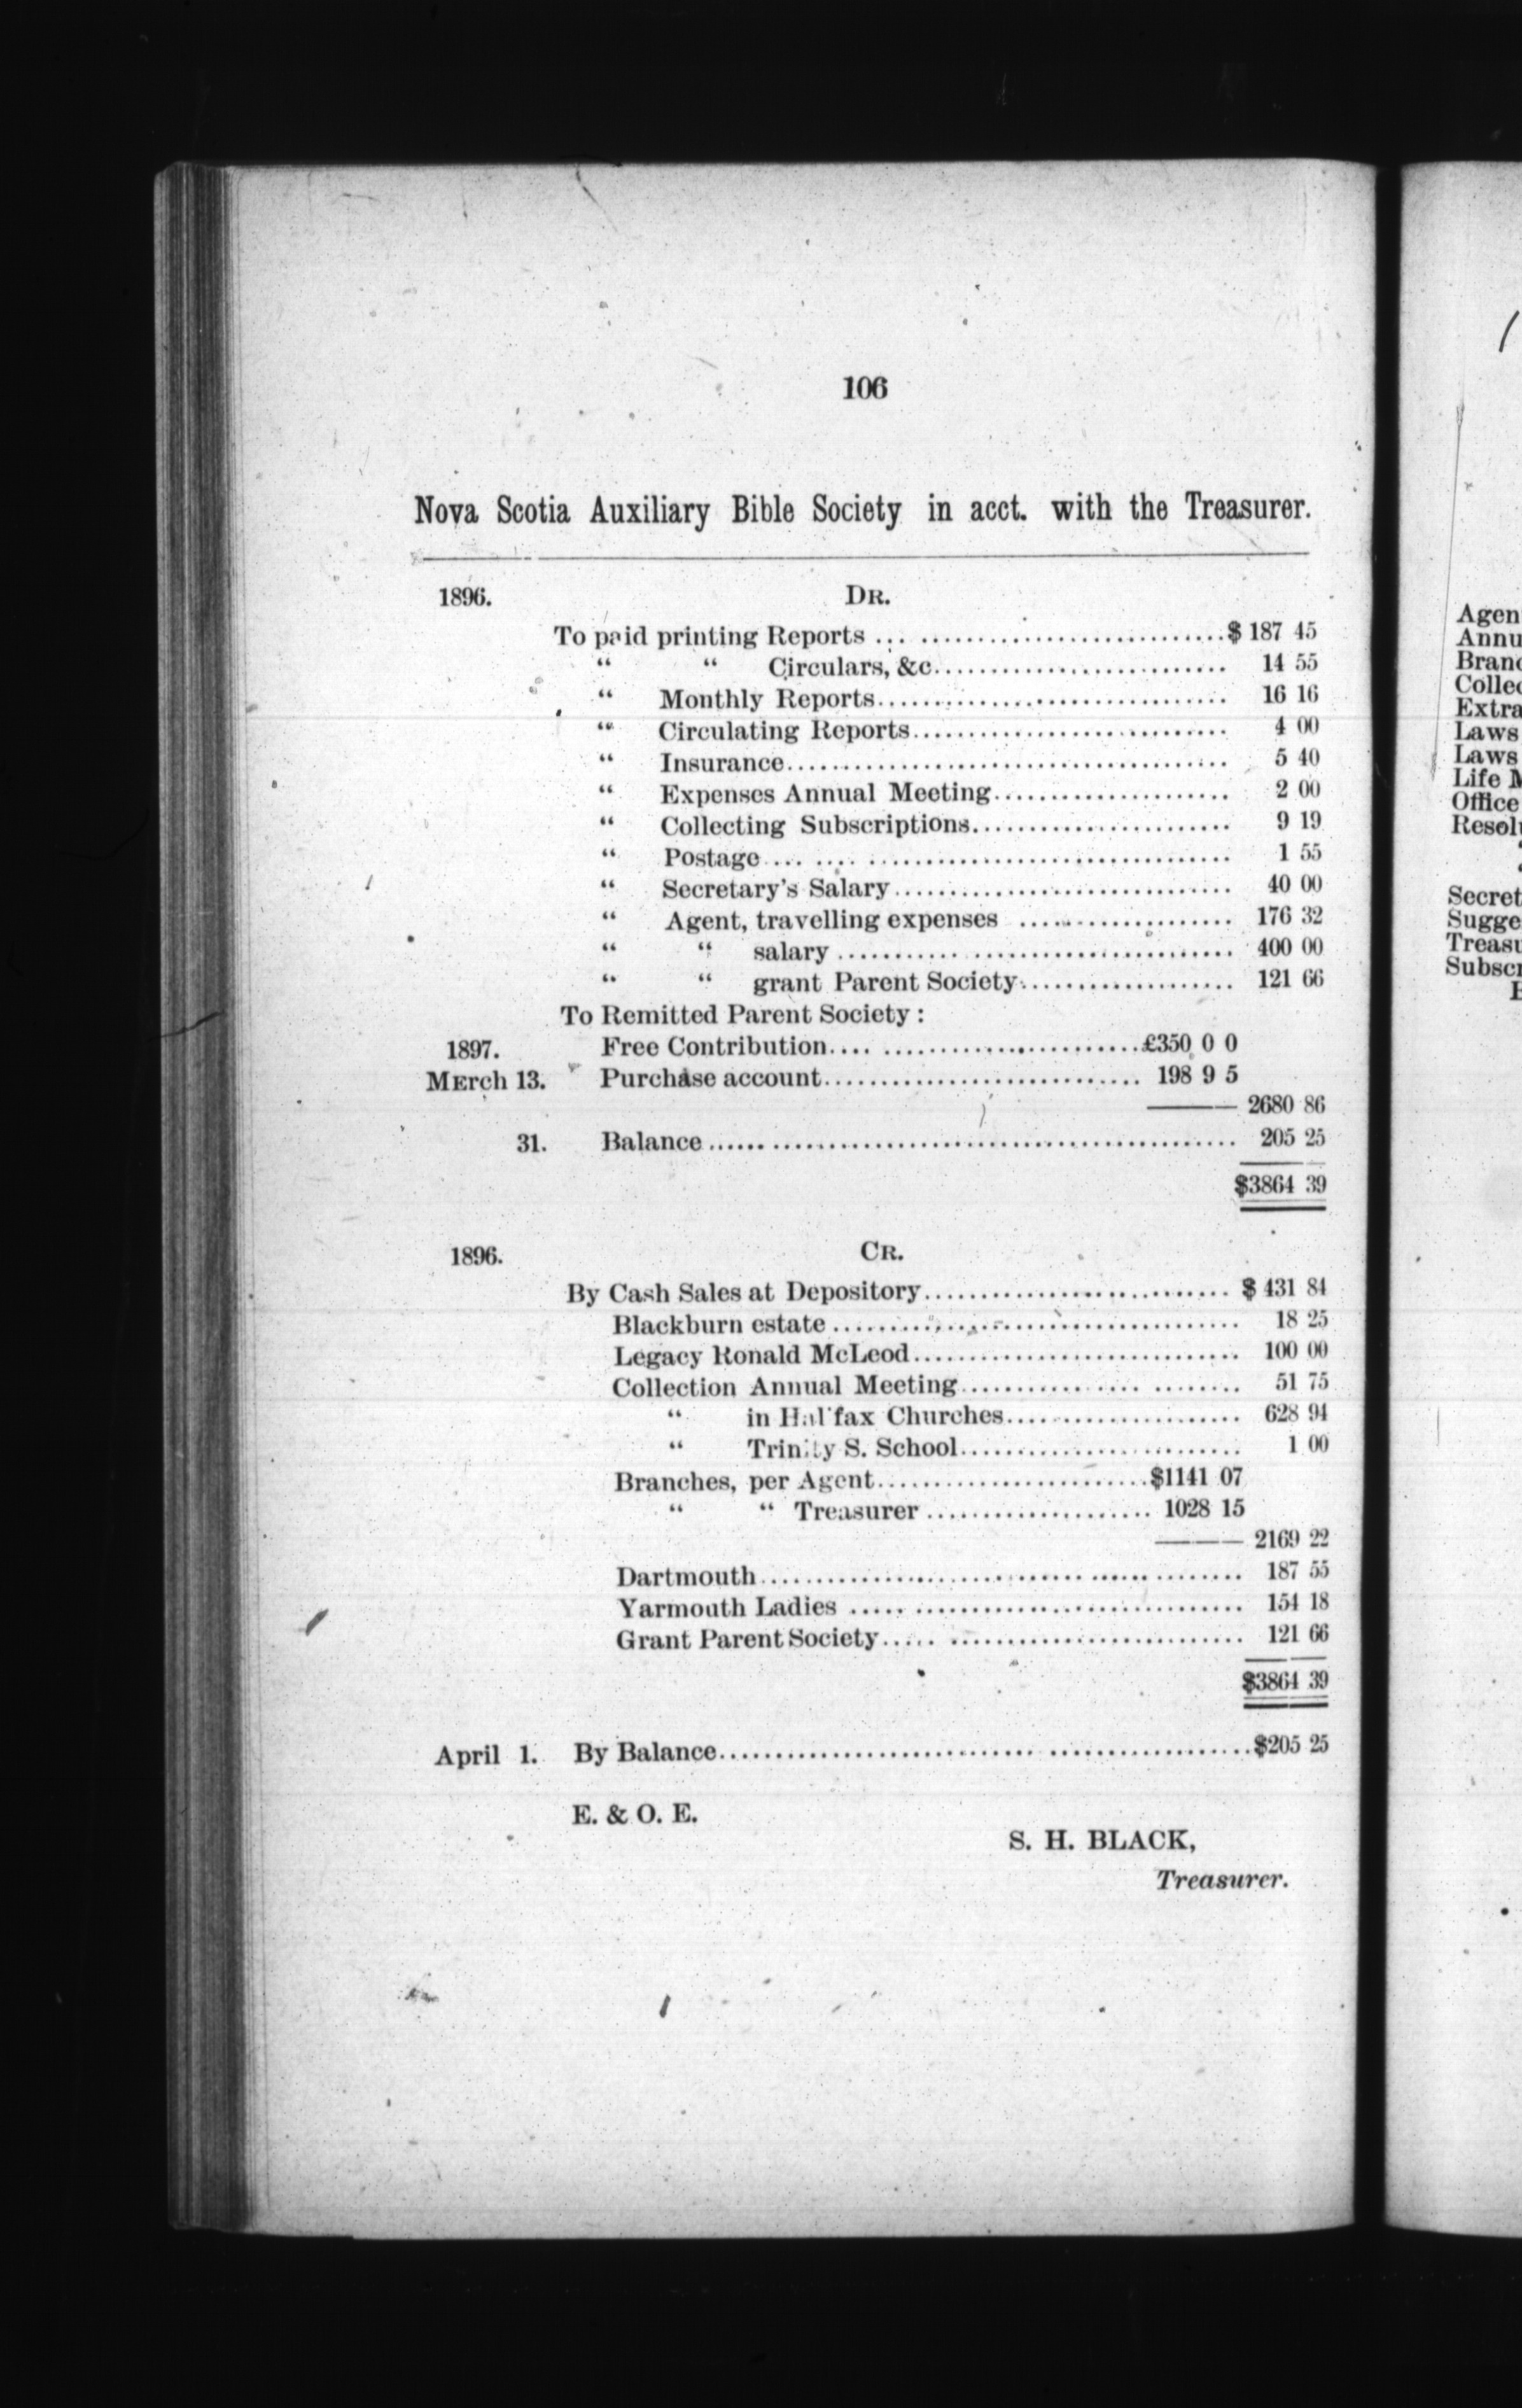 106
Nova Scotia Auxiliary Bible Society in acct. with the Treasurer.
1896. DR.
To paid printing Reports ... ........................... $ 187 45
“ “ Circulars, &c........................... 14 55
“ Monthly Reports................................ 16 16
“ Circulating Reports............................. 4 00
“ Insurance........................................ 5 40
“ Expenses Annual Meeting...................... 2 00
“ Collecting Subscriptions........................ 9 19
“ Postage.... .... ................................. 1 55
“ Secretary's Salary............................... 40 00
“ Agent, travelling expenses .................... 176 32
“ “ salary ........... ........................ 400 00
“ “ grant Parent Society.................... 121 66
To Remitted Parent Society :
1897. Free Contribution.... ........................£350 0 0
MErch 13. Purchase account............................. 198 9 5
——— 2680 86
31. Balance...... ........................................... 205 25
$3864 39
1896. CR.
By Cash Sales at Depository............................ $ 431 84
Blackburn estate ...................................... 18 25
Legacy Ronald McLeod.............................. 100 00
Collection Annual Meeting................ ........ 51 75
“ in Halifax Churches...................... 628 94
“ Trinity S. School.......................... 1 00
Branches, per Agent.........................$1141 07
“ “ Treasurer .................... 1028 15
——— 2169 22
Dartmouth.............................. ...... ........ 187 55
Yarmouth Ladies ..... .............................. 154 18
Grant Parent Society..... ........................... 121 66
$3864 39
April 1. By Balance............................. ...................$205 25
E. & O. E.
S. H. BLACK,
Treasurer.
Agen
Annu
Branc
Collec
Extra
Laws
Laws
Life M
Office
Resol
Secret
Sugge
Treasu
Subscr